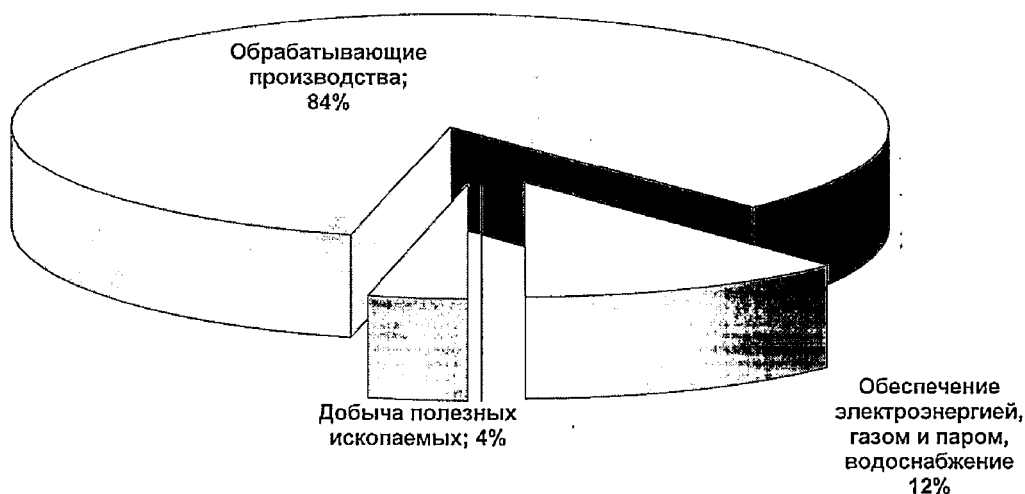 Обрабатывающие
производства;
84%
Добыча полезных
ископаемых; 4%
Обеспечение
электроэнергией,
газом и паром,
водоснабжение
12%